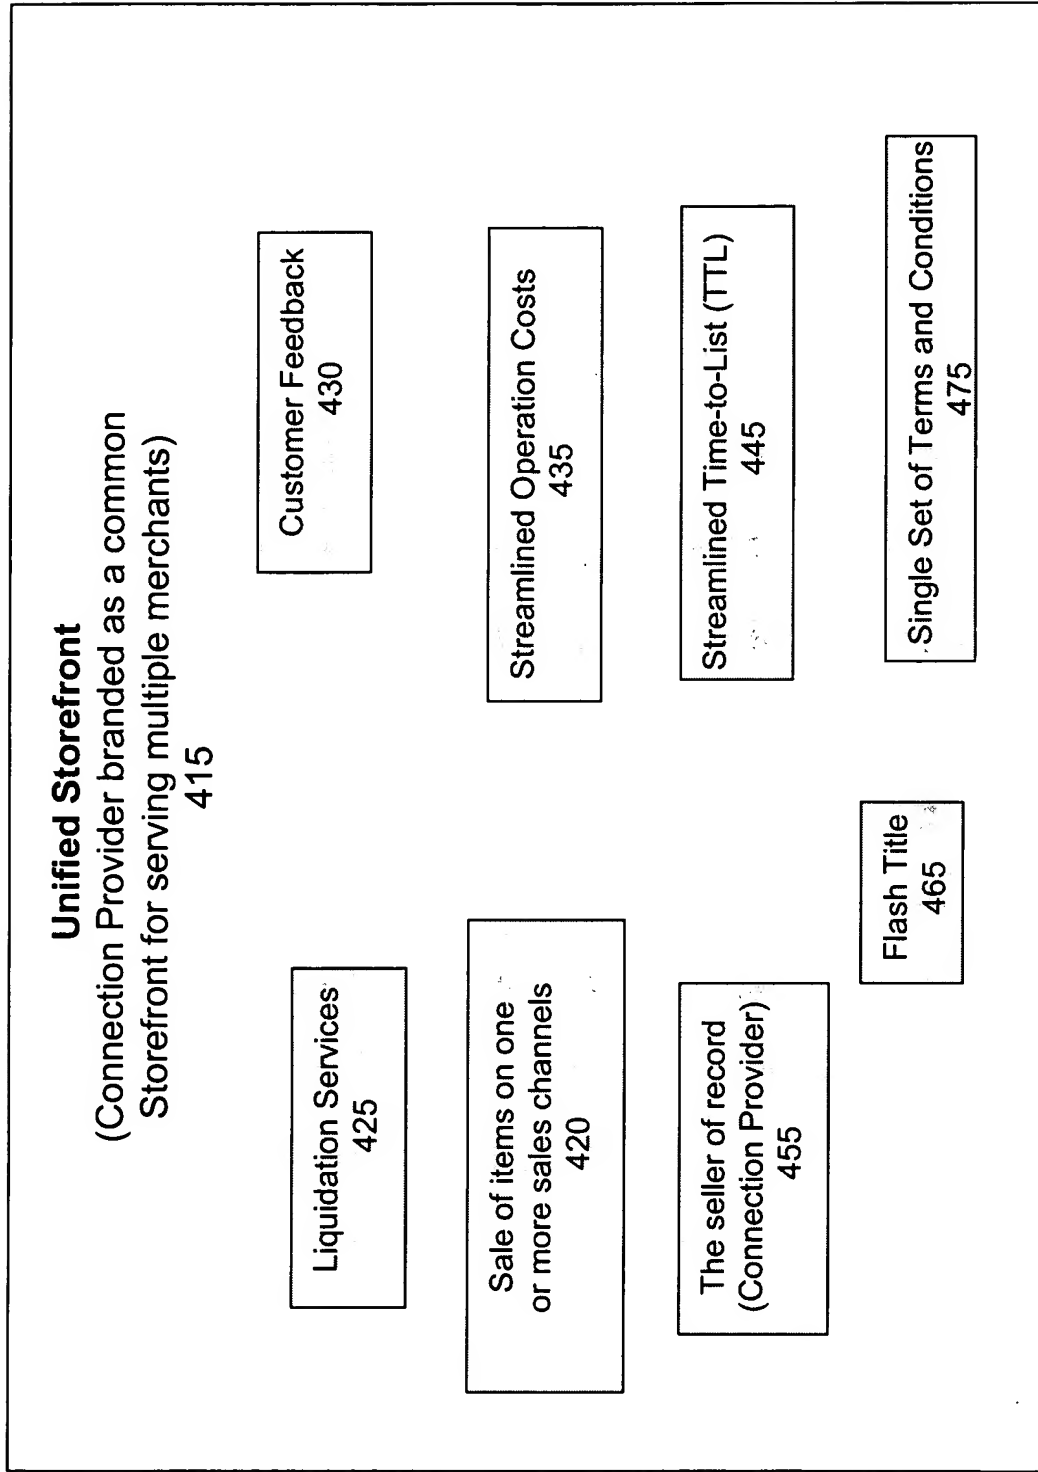 Unified Storefront
(Connection Provider branded as a common
Storefront for serving multiple merchants)
415
Liquidation Services
425
Customer Feedback
430
Sale of items on one
or more sales channels
420
Streamlined Operation Costs
435
The seller of record
(Connection Provider)
455
Streamlined Time-to-List (TTL)
445
Flash Title
465
Single Set of Terms and Conditions
475